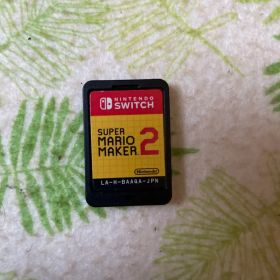 NINTENDO
SWITCH
SUPER
MARIO
MAKER 2
Nintendo
LA-H-BAAQA-JPN